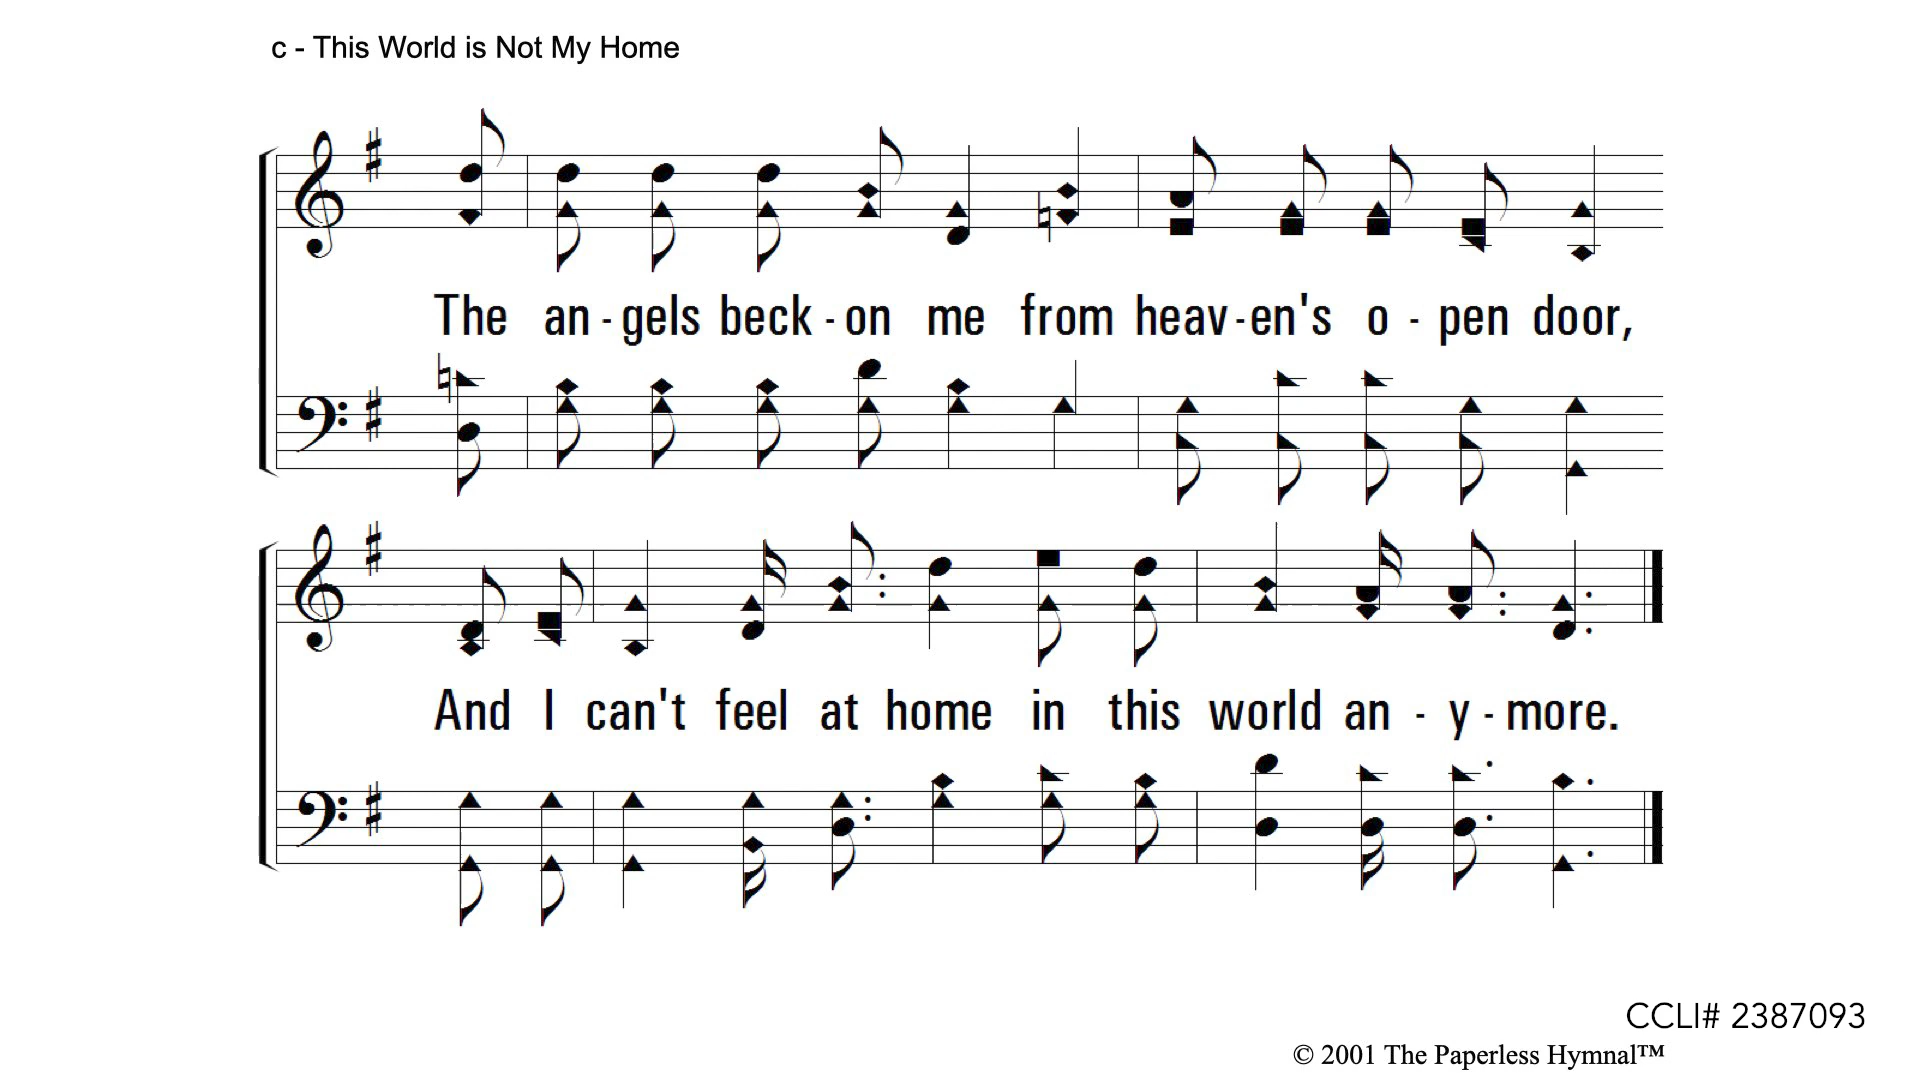 c - This World is Not My Home
The an - gels beck - on me from heav - en's o - pen door,
And I can't feel at home in this world an - y - more.
CCLI# 2387093
© 2001 The Paperless Hymnal™